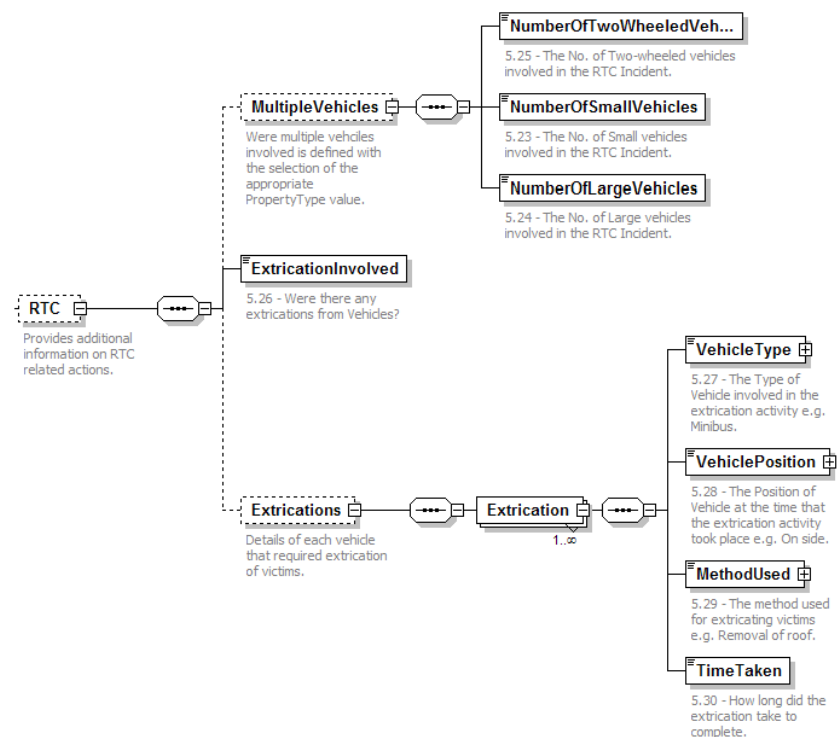 NumberOfTwoWheeledVeh...
5.25 - The No. of Two-wheeled vehicles
involved in the RTC Incident.
MultipleVehicles
Were multiple vehciles
involved is defined with
the selection of the
appropriate
PropertyType value.
NumberOfSmallVehicles
5.23 - The No. of Small vehicles
involved in the RTC Incident.
NumberOfLargeVehicles
5.24 - The No. of Large vehicles
involved in the RTC Incident.
ExtricationInvolved
5.26 - Were there any
extrications from Vehicles?
RTC
Provides additional
information on RTC
related actions.
VehicleType
5.27 - The Type of
Vehicle involved in the
extrication activity e.g.
Minibus.
VehiclePosition
5.28 - The Position of
Vehicle at the time that
the extrication activity
took place e.g. On side.
Extrications
Details of each vehicle
that required extrication
of victims.
Extrication
1..∞
MethodUsed
5.29 - The method used
for extricating victims
e.g. Removal of roof.
TimeTaken
5.30 - How long did the
extrication take to
complete.